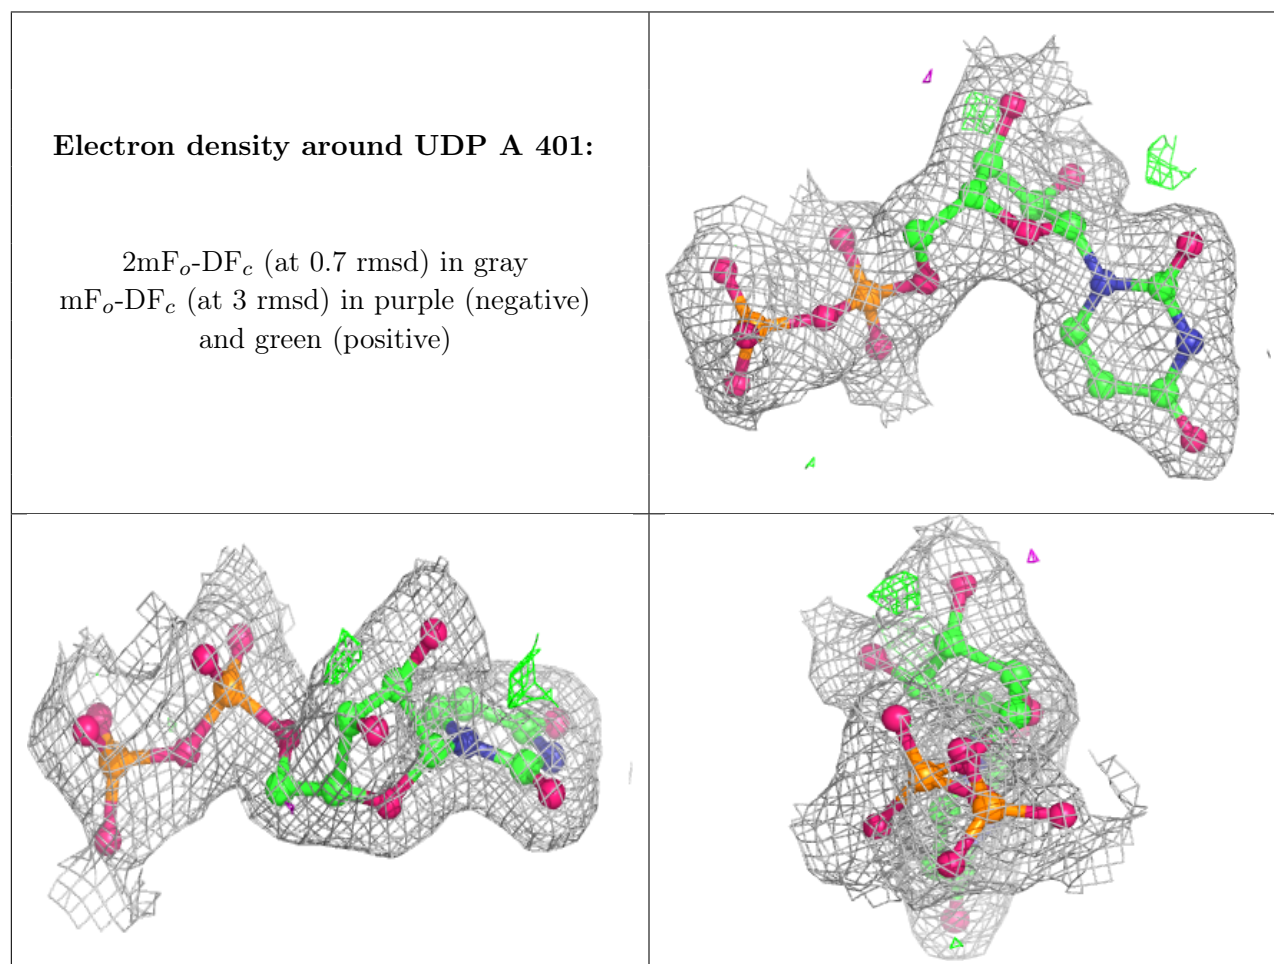 Electron density around UDP A 401:
2mFo-DFc (at 0.7 rmsd) in gray
mFo-DFc (at 3 rmsd) in purple (negative)
and green (positive)